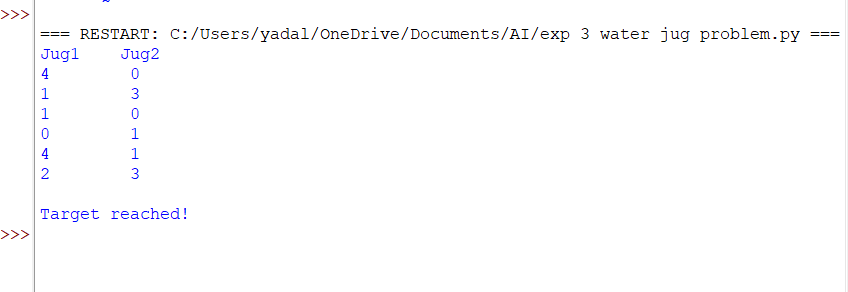 >>>
=== RESTART: C:/Users/yadal/OneDrive/Documents/AI/exp 3 water jug problem.py ===
Jug1    Jug2
4        0
1        3
1        0
0        1
4        1
2        3
Target reached!
>>>